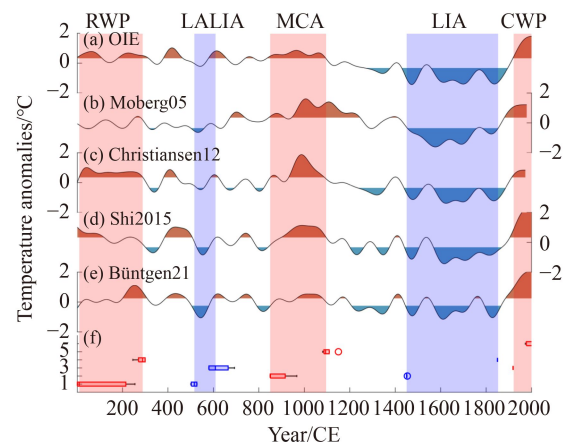 RWP LALIA MCA LIA CWP
2 (a) OIE
0
−2 2
(b) Moberg05 0
2 −2
(c) Christiansen12
0
−2 2
(d) Shi2015 0
2 −2
(e) Büntgen21
0
−2
(f)
5
3
1
200 400 600 800 1000 1200 1400 1600 1800 2000
Year/CE
Temperature anomalies/°C